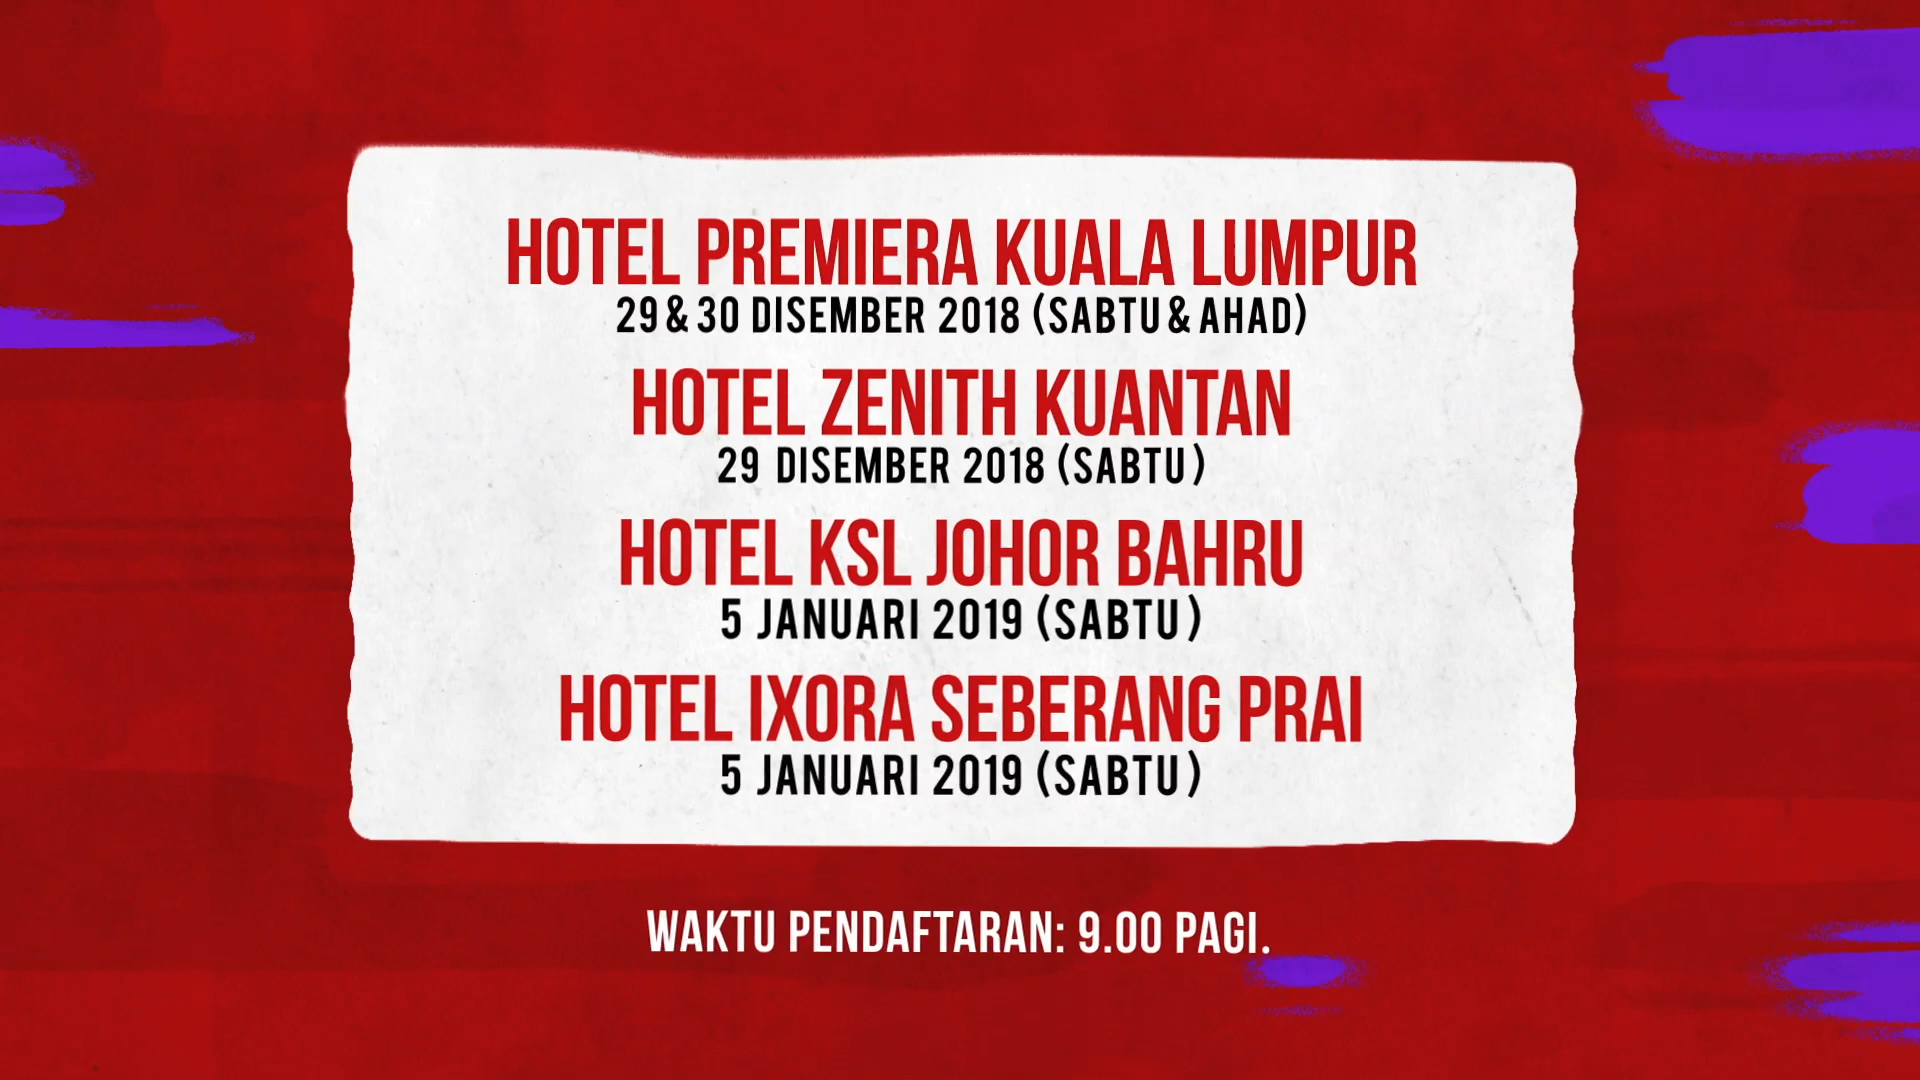 HOTEL PREMIERA KUALA LUMPUR
29 & 30 DISEMBER 2018 (SABTU & AHAD)
HOTEL ZENITH KUANTAN
29 DISEMBER 2018 (SABTU)
HOTEL KSL JOHOR BAHRU
5 JANUARI 2019 (SABTU)
HOTEL IXORA SEBERANG PRAI
5 JANUARI 2019 (SABTU)
WAKTU PENDAFTARAN: 9.00 PAGI.